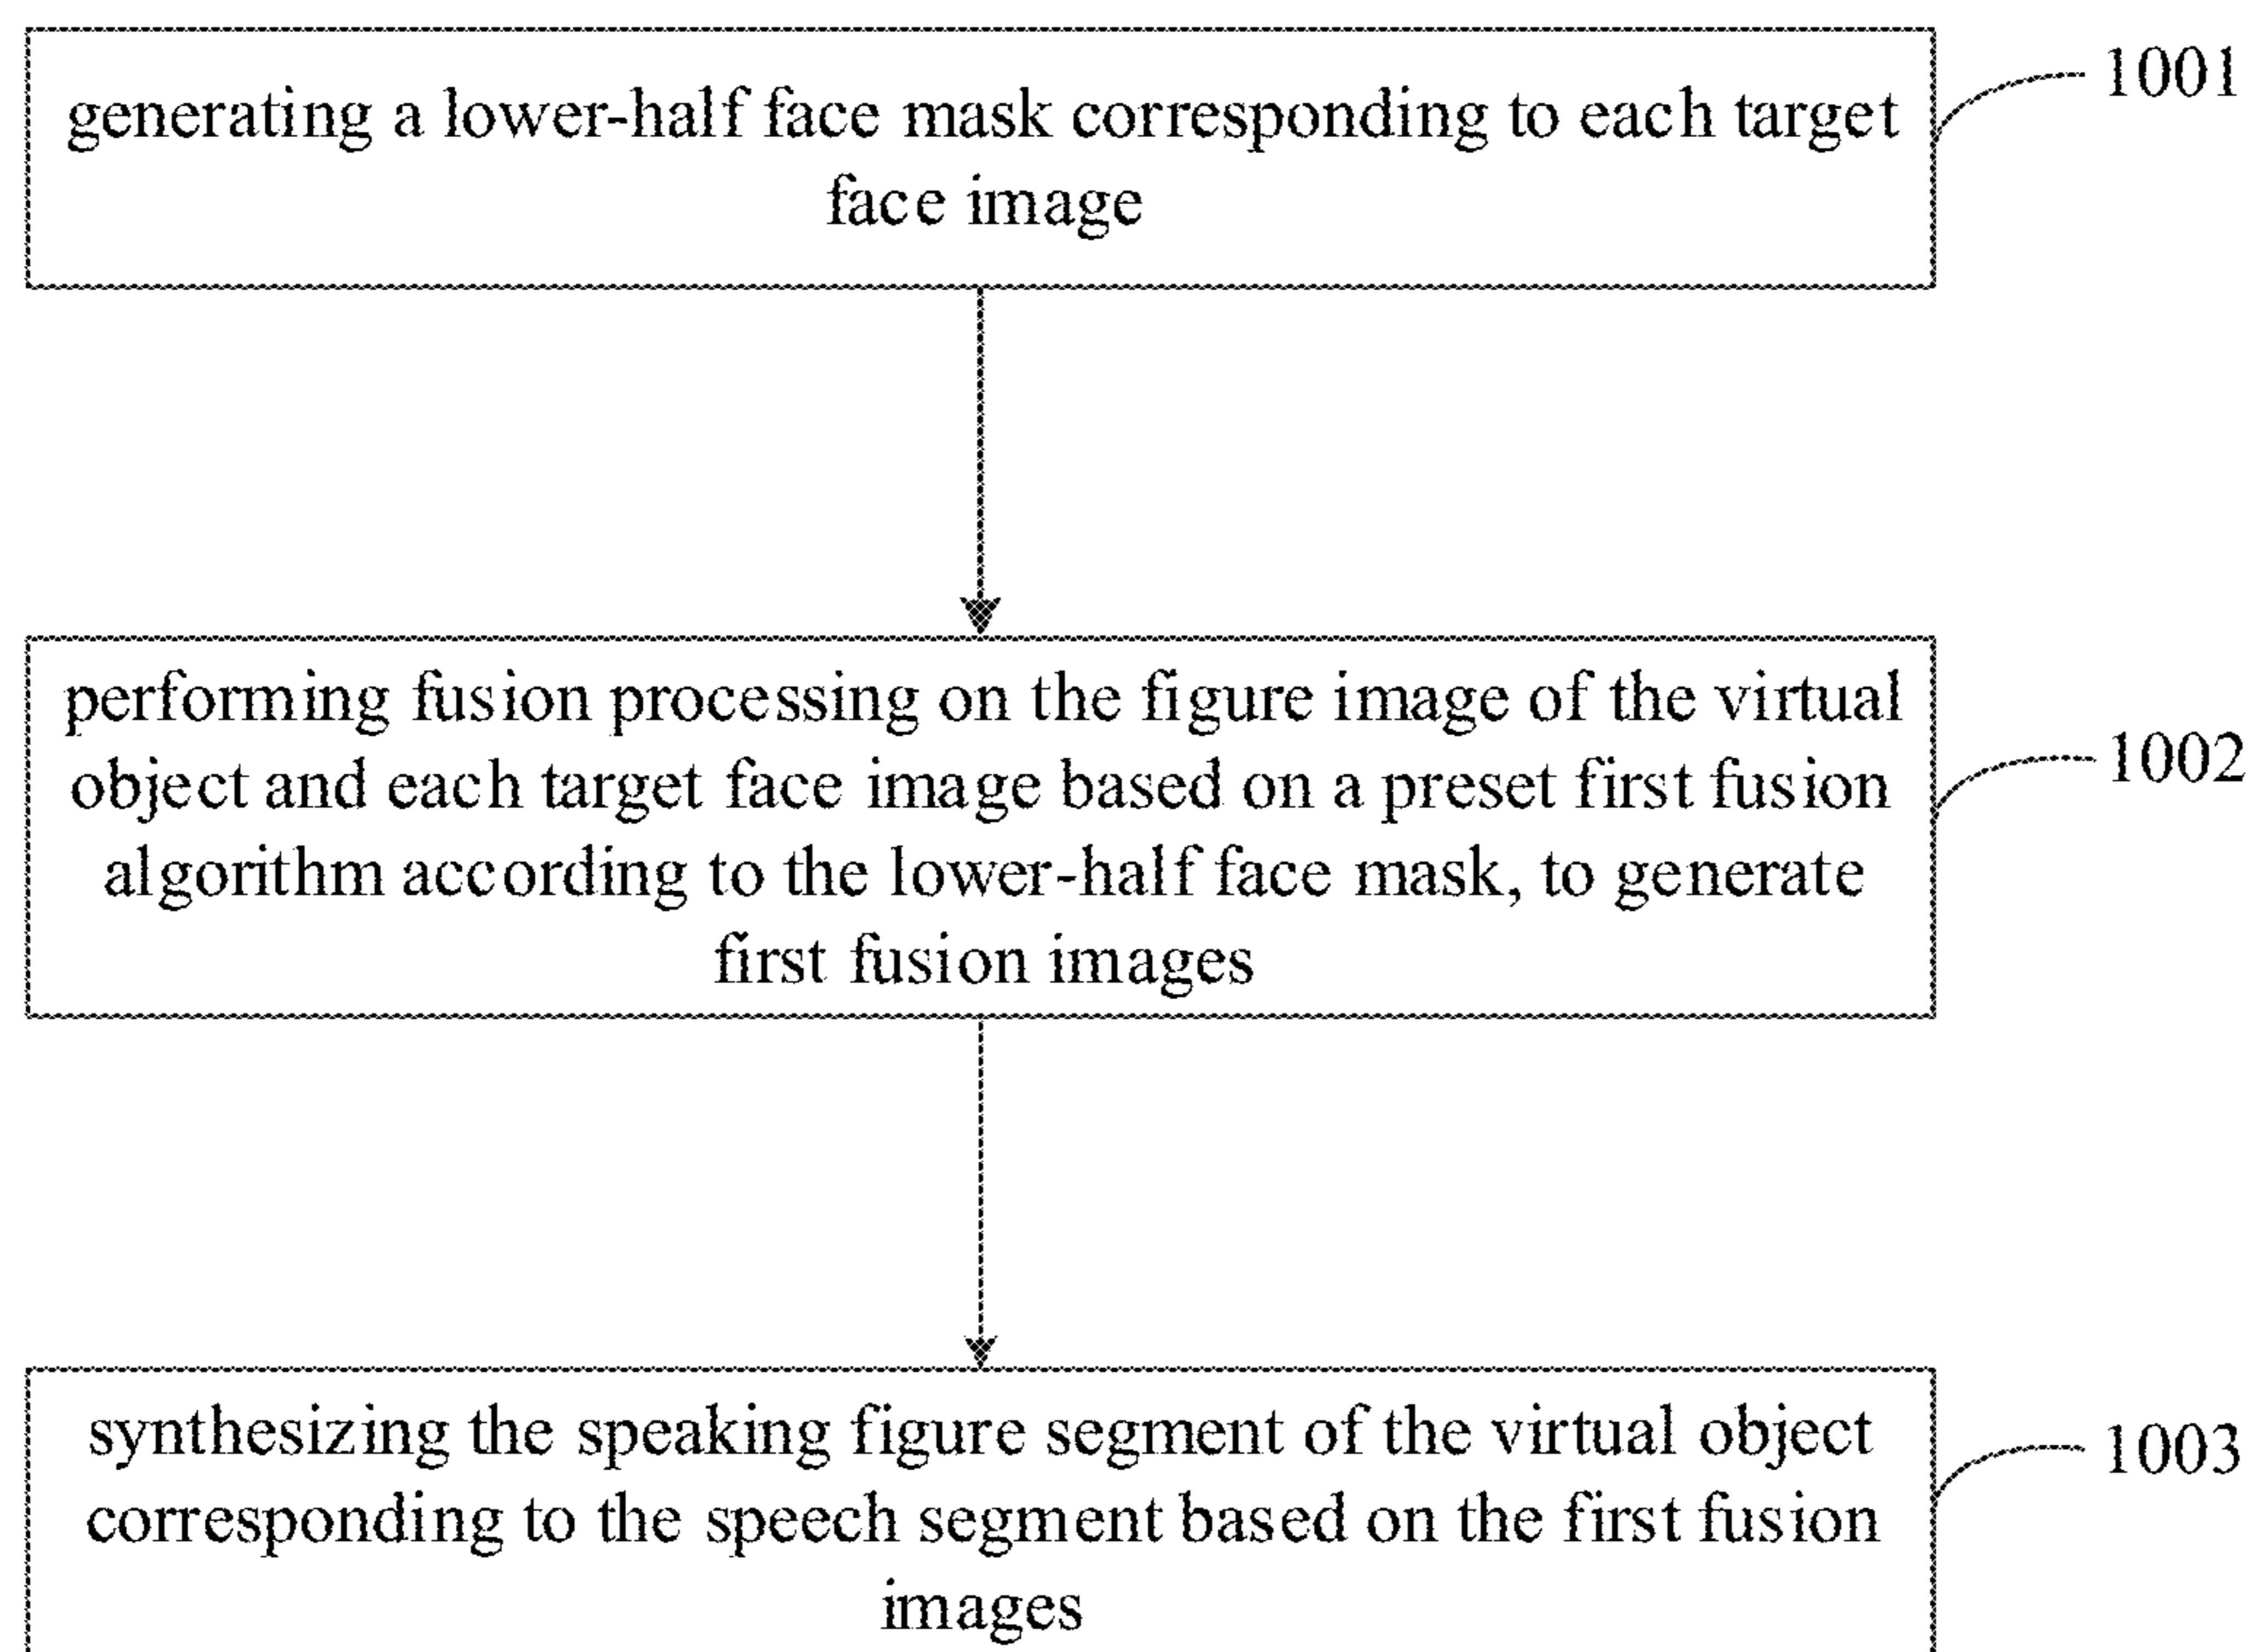 generating a lower-half face mask corresponding to each target
face image
1001
performing fusion processing on the figure image of the virtual
object and each target face image based on a preset first fusion
algorithm according to the lower-half face mask, to generate
first fusion images
1002
synthesizing the speaking figure segment of the virtual object
corresponding to the speech segment based on the first fusion
images
1003